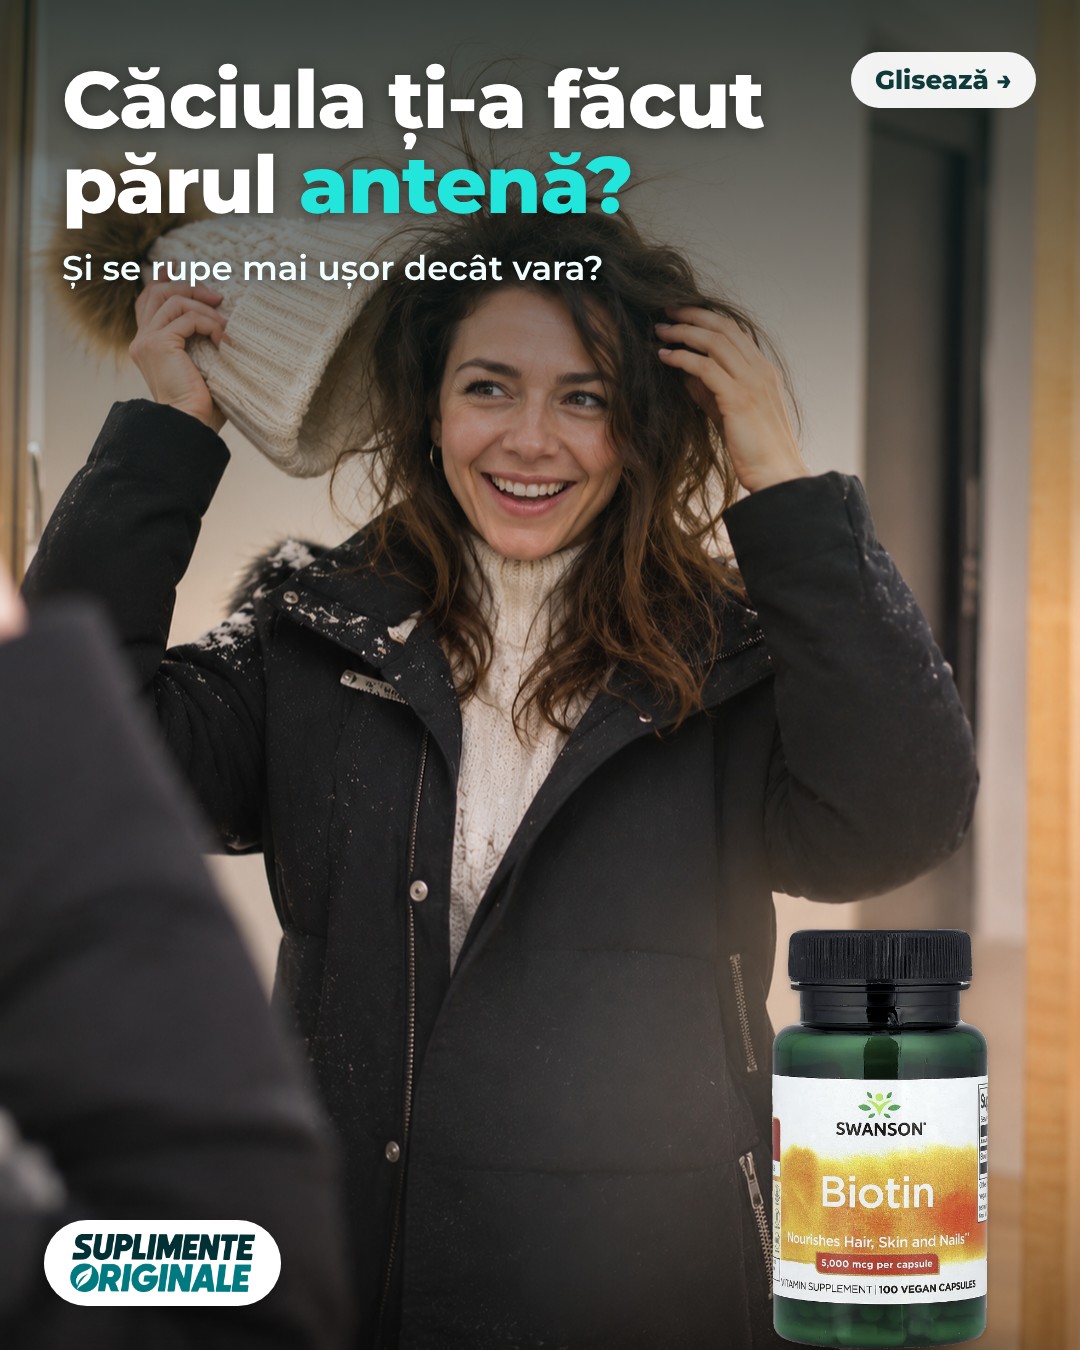 Căciula ți-a făcut
părul antenă?
Și se rupe mai ușor decât vara?
Glisează →
SWANSON®
Biotin
Nourishes Hair, Skin and Nails**
5,000 mcg per capsule
VITAMIN SUPPLEMENT | 100 VEGAN CAPSULES
SUPLIMENTE
ORIGINALE